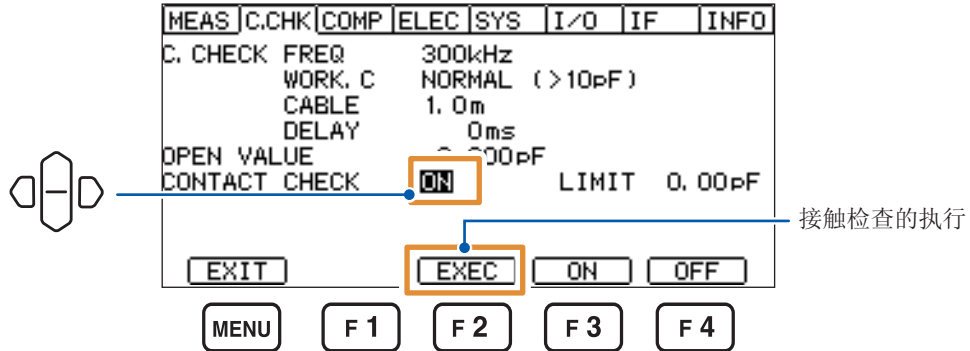 MEAS C.CHK COMP ELEC SYS I/O IF INFO
C. CHECK FREQ 300kHz
WORK. C NORMAL (>10pF)
CABLE 1. 0m
DELAY 0ms
OPEN VALUE
CONTACT CHECK ON LIMIT 0. 00pF
接触检查的执行
EXIT EXEC ON OFF
MENU F 1 F 2 F 3 F 4